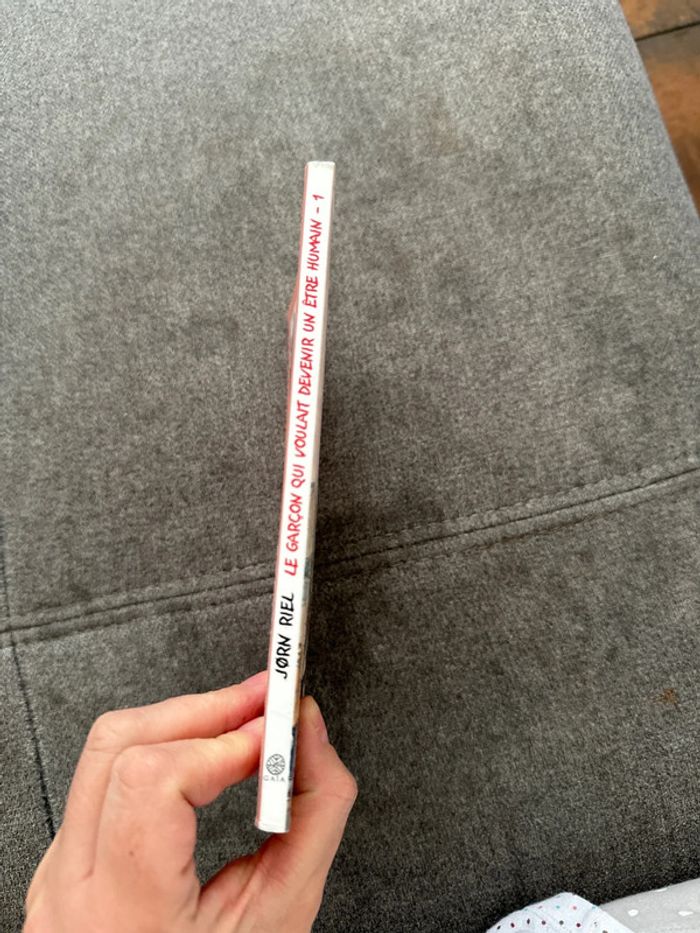 JØRN RIEL LE GARÇON QUI VOULAIT DEVENIR UN ÊTRE HUMAIN - 1
GAÏA